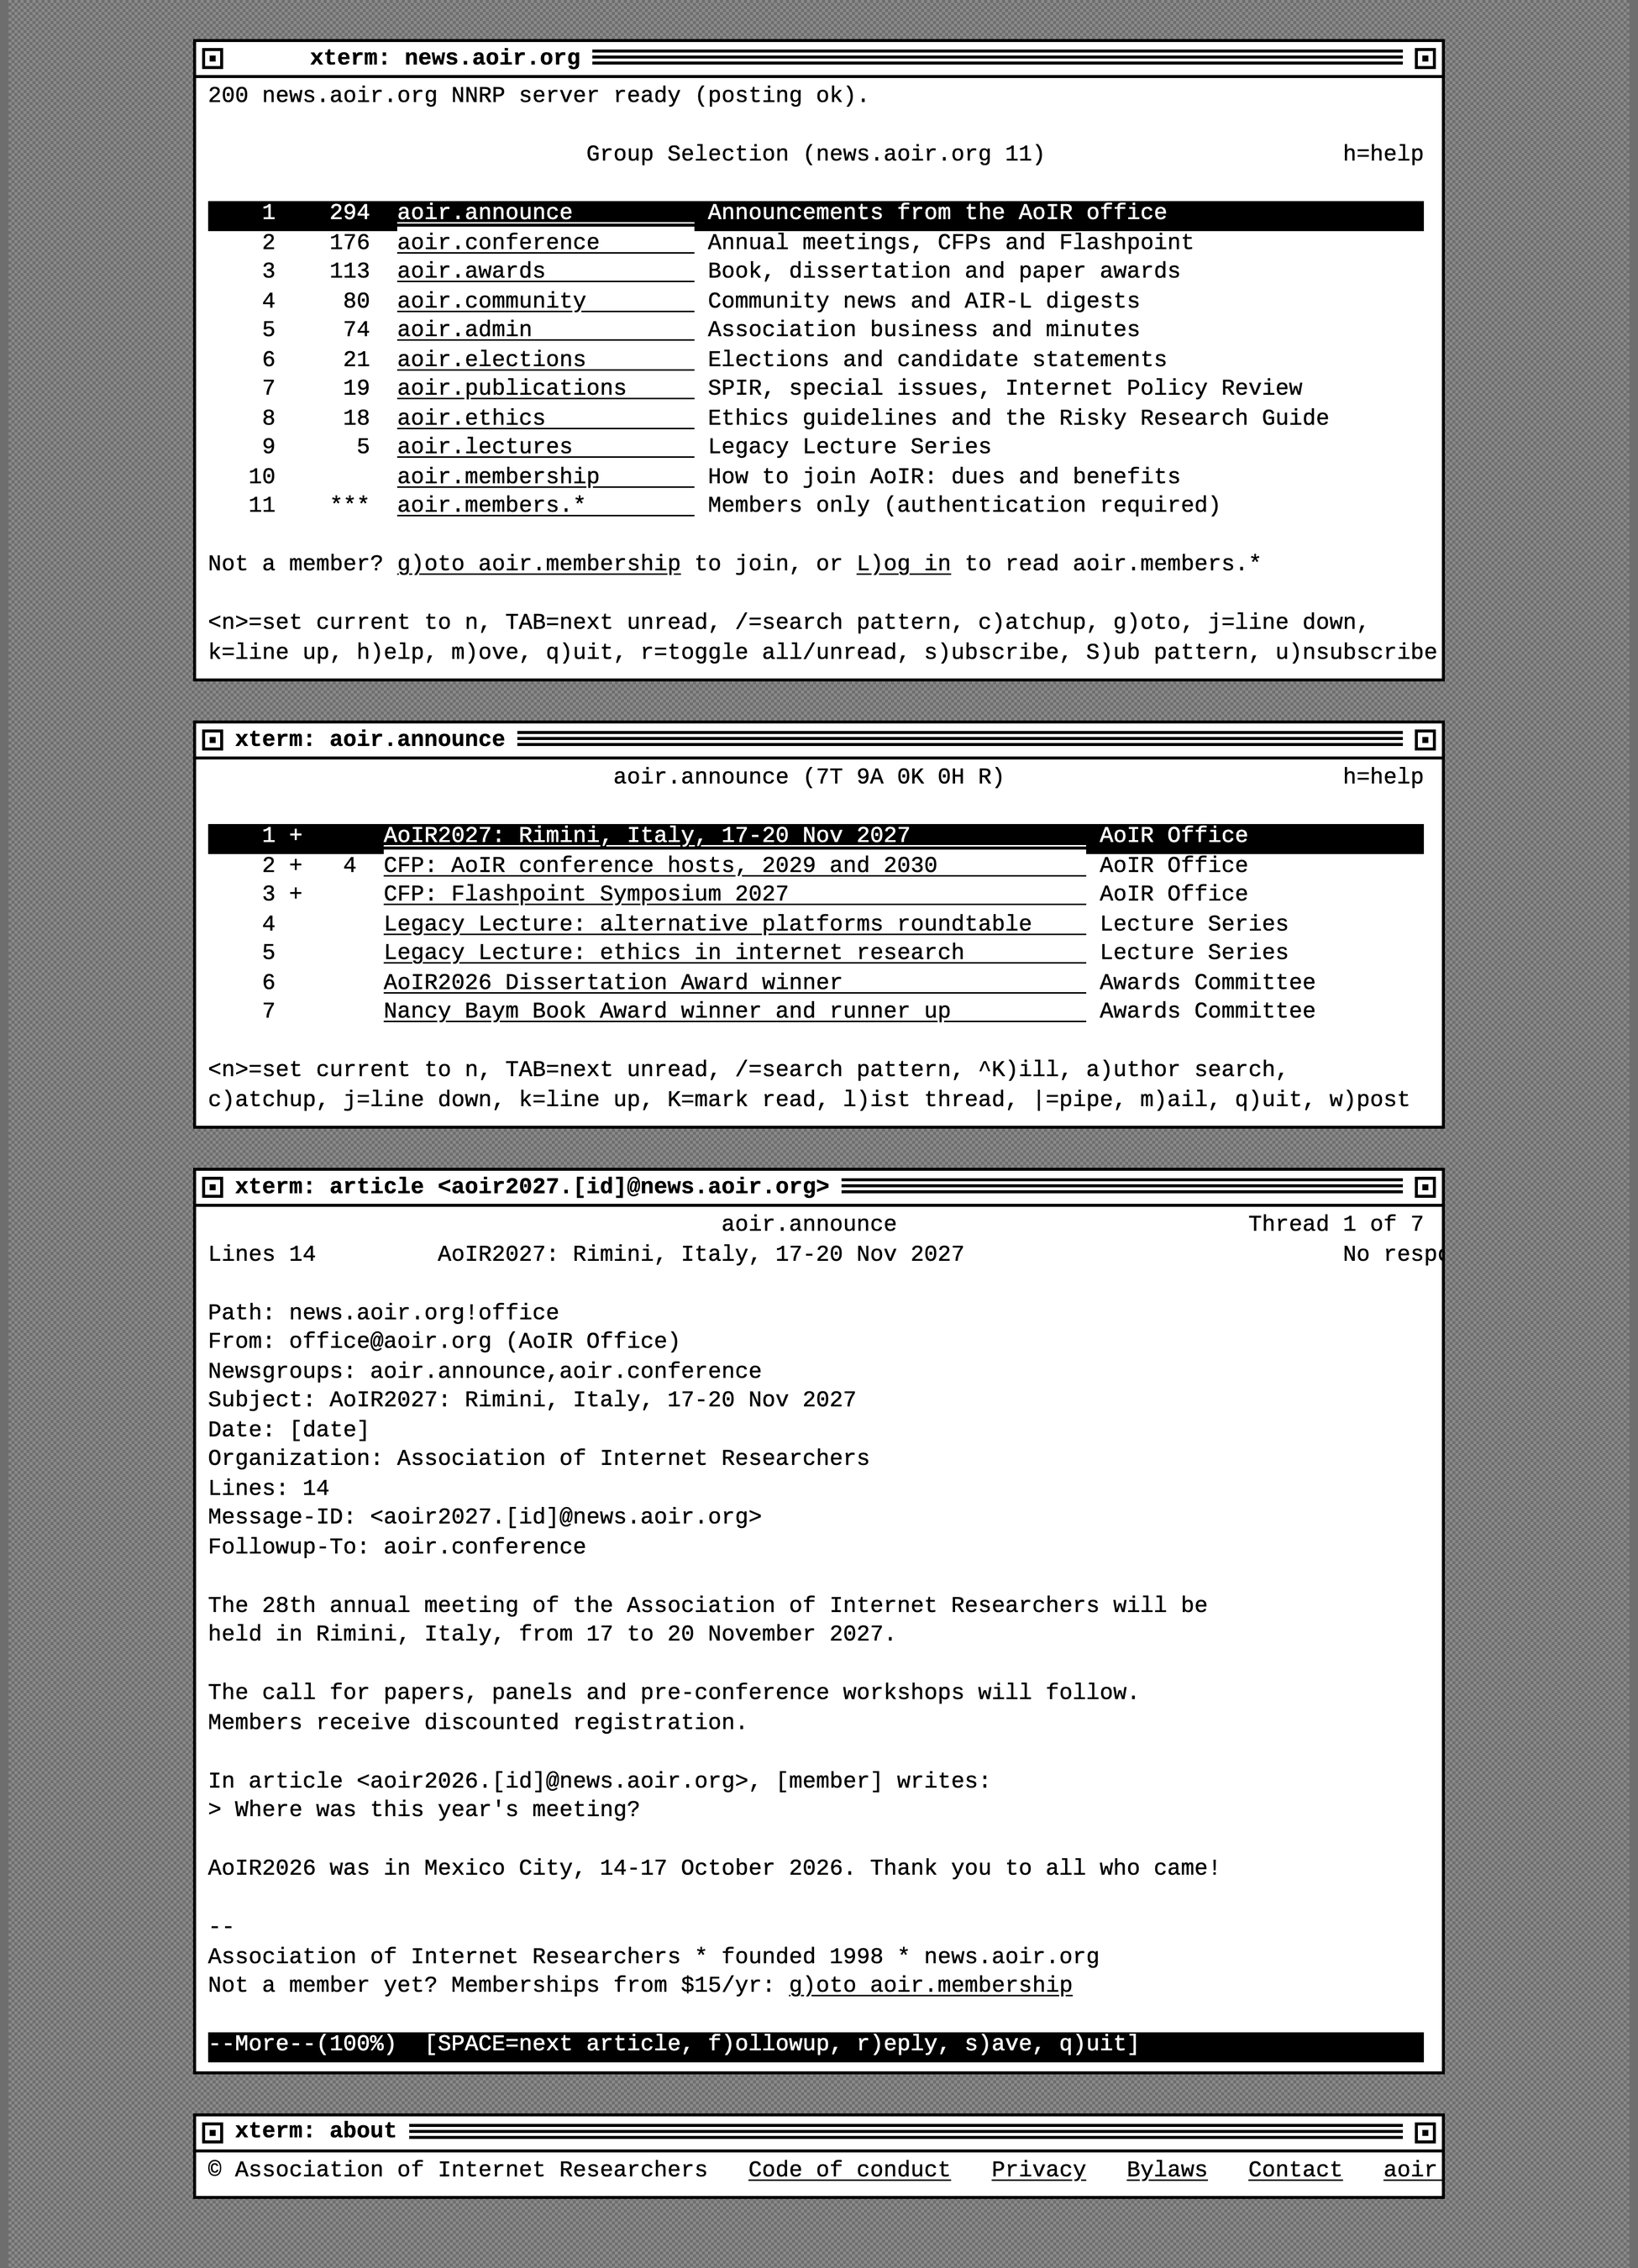 xterm: news.aoir.org
200 news.aoir.org NNRP server ready (posting ok).
Group Selection (news.aoir.org 11) h=help
1 294 aoir.announce Announcements from the AoIR office
2 176 aoir.conference Annual meetings, CFPs and Flashpoint
3 113 aoir.awards Book, dissertation and paper awards
4 80 aoir.community Community news and AIR-L digests
5 74 aoir.admin Association business and minutes
6 21 aoir.elections Elections and candidate statements
7 19 aoir.publications SPIR, special issues, Internet Policy Review
8 18 aoir.ethics Ethics guidelines and the Risky Research Guide
9 5 aoir.lectures Legacy Lecture Series
10 aoir.membership How to join AoIR: dues and benefits
11 *** aoir.members.* Members only (authentication required)
Not a member? g)oto aoir.membership to join, or L)og in to read aoir.members.*
<n>=set current to n, TAB=next unread, /=search pattern, c)atchup, g)oto, j=line down,
k=line up, h)elp, m)ove, q)uit, r=toggle all/unread, s)ubscribe, S)ub pattern, u)nsubscribe
xterm: aoir.announce
aoir.announce (7T 9A 0K 0H R) h=help
1 + AoIR2027: Rimini, Italy, 17-20 Nov 2027 AoIR Office
2 + 4 CFP: AoIR conference hosts, 2029 and 2030 AoIR Office
3 + CFP: Flashpoint Symposium 2027 AoIR Office
4 Legacy Lecture: alternative platforms roundtable Lecture Series
5 Legacy Lecture: ethics in internet research Lecture Series
6 AoIR2026 Dissertation Award winner Awards Committee
7 Nancy Baym Book Award winner and runner up Awards Committee
<n>=set current to n, TAB=next unread, /=search pattern, ^K)ill, a)uthor search,
c)atchup, j=line down, k=line up, K=mark read, l)ist thread, |=pipe, m)ail, q)uit, w)post
xterm: article <aoir2027.[id]@news.aoir.org>
aoir.announce Thread 1 of 7
Lines 14 AoIR2027: Rimini, Italy, 17-20 Nov 2027 No
Path: news.aoir.org!office
From: office@aoir.org (AoIR Office)
Newsgroups: aoir.announce,aoir.conference
Subject: AoIR2027: Rimini, Italy, 17-20 Nov 2027
Date: [date]
Organization: Association of Internet Researchers
Lines: 14
Message-ID: <aoir2027.[id]@news.aoir.org>
Followup-To: aoir.conference
The 28th annual meeting of the Association of Internet Researchers will be
held in Rimini, Italy, from 17 to 20 November 2027.
The call for papers, panels and pre-conference workshops will follow.
Members receive discounted registration.
In article <aoir2026.[id]@news.aoir.org>, [member] writes:
> Where was this year's meeting?
AoIR2026 was in Mexico City, 14-17 October 2026. Thank you to all who came!
--
Association of Internet Researchers * founded 1998 * news.aoir.org
Not a member yet? Memberships from $15/yr: g)oto aoir.membership
--More--(100%) [SPACE=next article, f)ollowup, r)eply, s)ave, q)uit]
xterm: about
© Association of Internet Researchers Code of conduct Privacy Bylaws Contact aoir